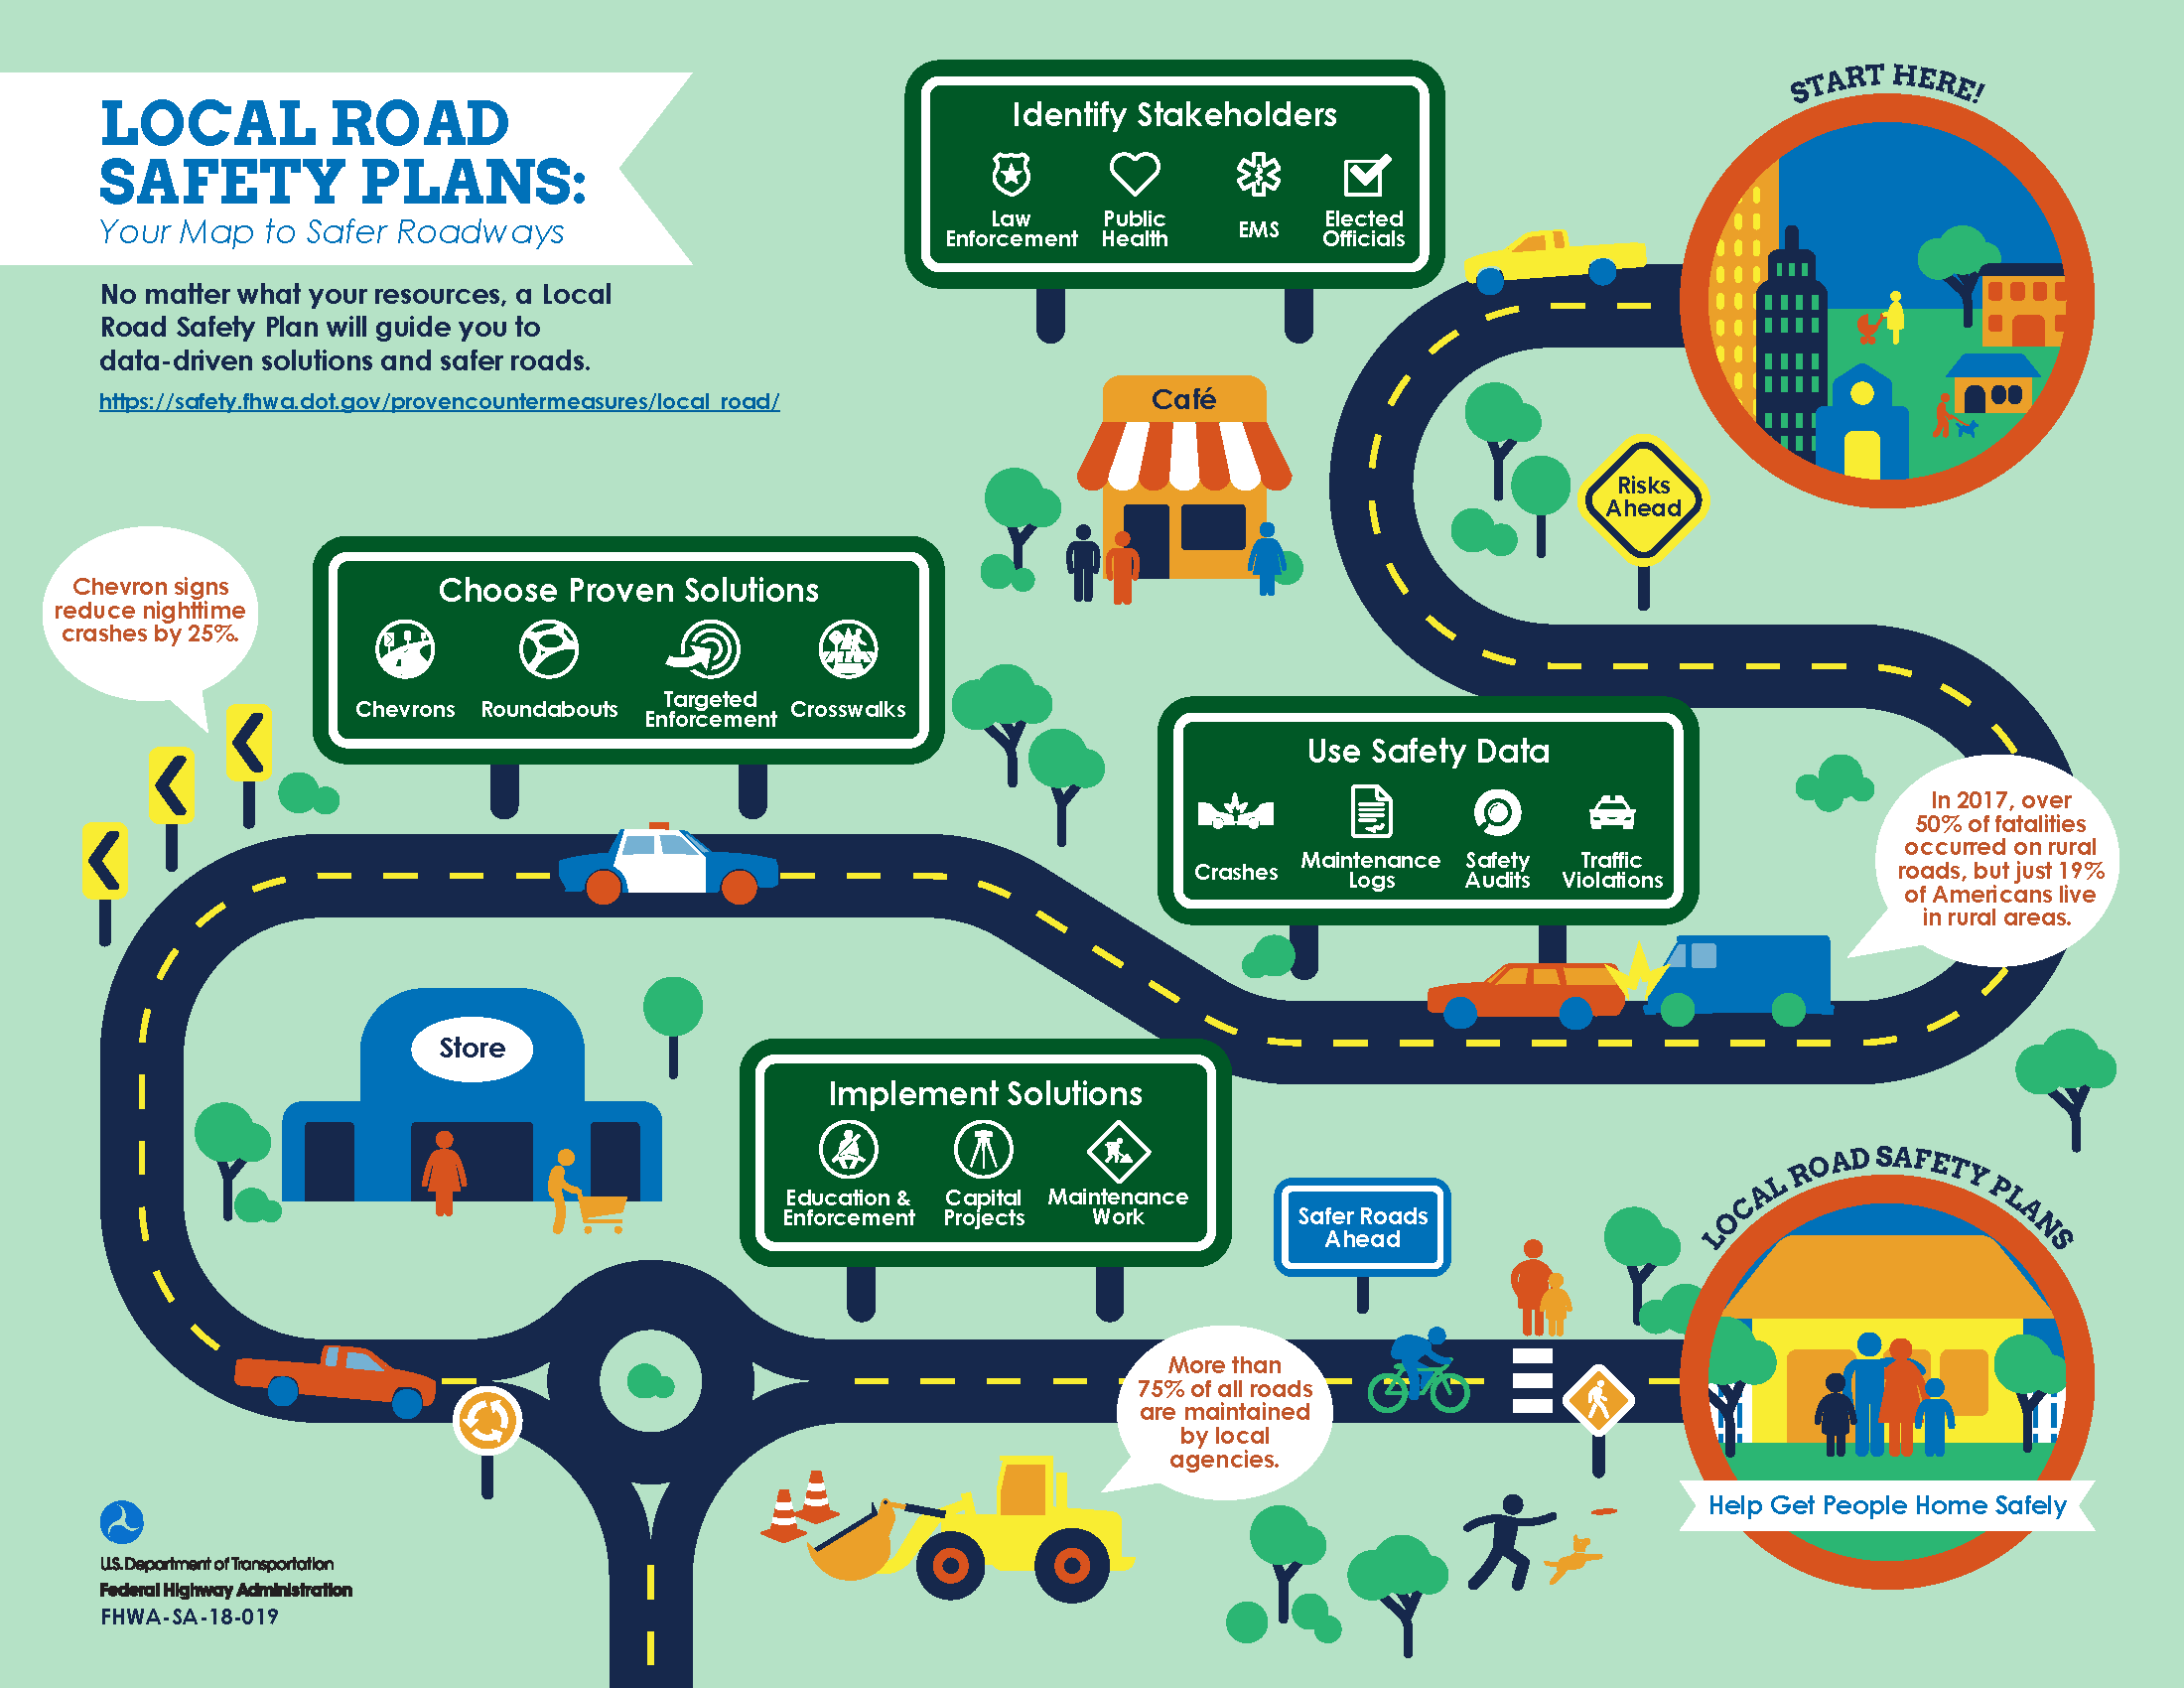 LOCAL ROAD
SAFETY PLANS:
Your Map to Safer Roadways
No matter what your resources, a Local
Road Safety Plan will guide you to
data-driven solutions and safer roads.
https://safety.fhwa.dot.gov/provencountermeasures/local_road/
START HERE!
Identify Stakeholders
Law
Enforcement
Public
Health
EMS
Elected
Officials
Café
Risks
Ahead
Use Safety Data
Crashes
Maintenance
Logs
Safety
Audits
Traffic
Violations
In 2017, over
50% of fatalities
occurred on rural
roads, but just 19%
of Americans live
in rural areas.
Choose Proven Solutions
Chevrons
Roundabouts
Targeted
Enforcement
Crosswalks
Chevron signs
reduce nighttime
crashes by 25%.
Store
Implement Solutions
Education &
Enforcement
Capital
Projects
Maintenance
Work
Safer Roads
Ahead
More than
75% of all roads
are maintained
by local
agencies.
LOCAL ROAD SAFETY PLANS
Help Get People Home Safely
U.S. Department of Transportation
Federal Highway Administration
FHWA-SA-18-019